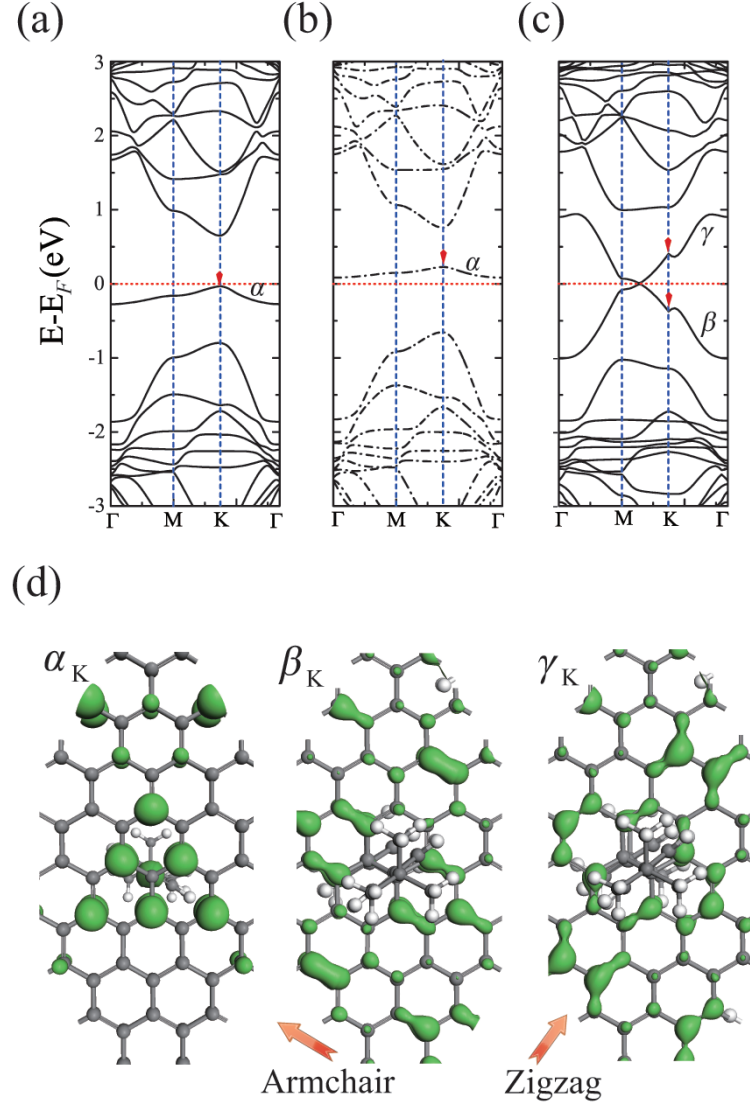 (a) (b) (c)
E-E_F(eV)
3
2
1
0
-1
-2
-3
α
α
γ
β
Γ M K Γ
Γ M K Γ
Γ M K Γ
(d)
α_K β_K γ_K
Armchair Zigzag